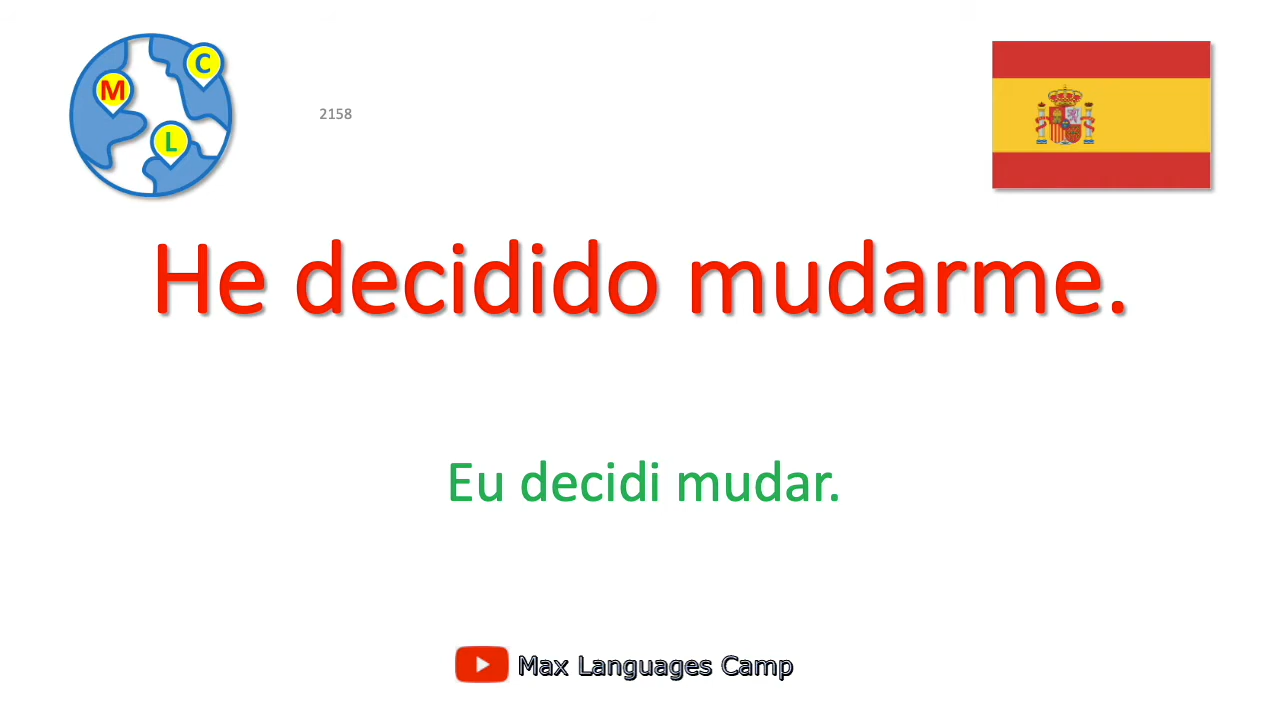 M
C
L
2158
He decidido mudarme.
Eu decidi mudar.
Max Languages Camp